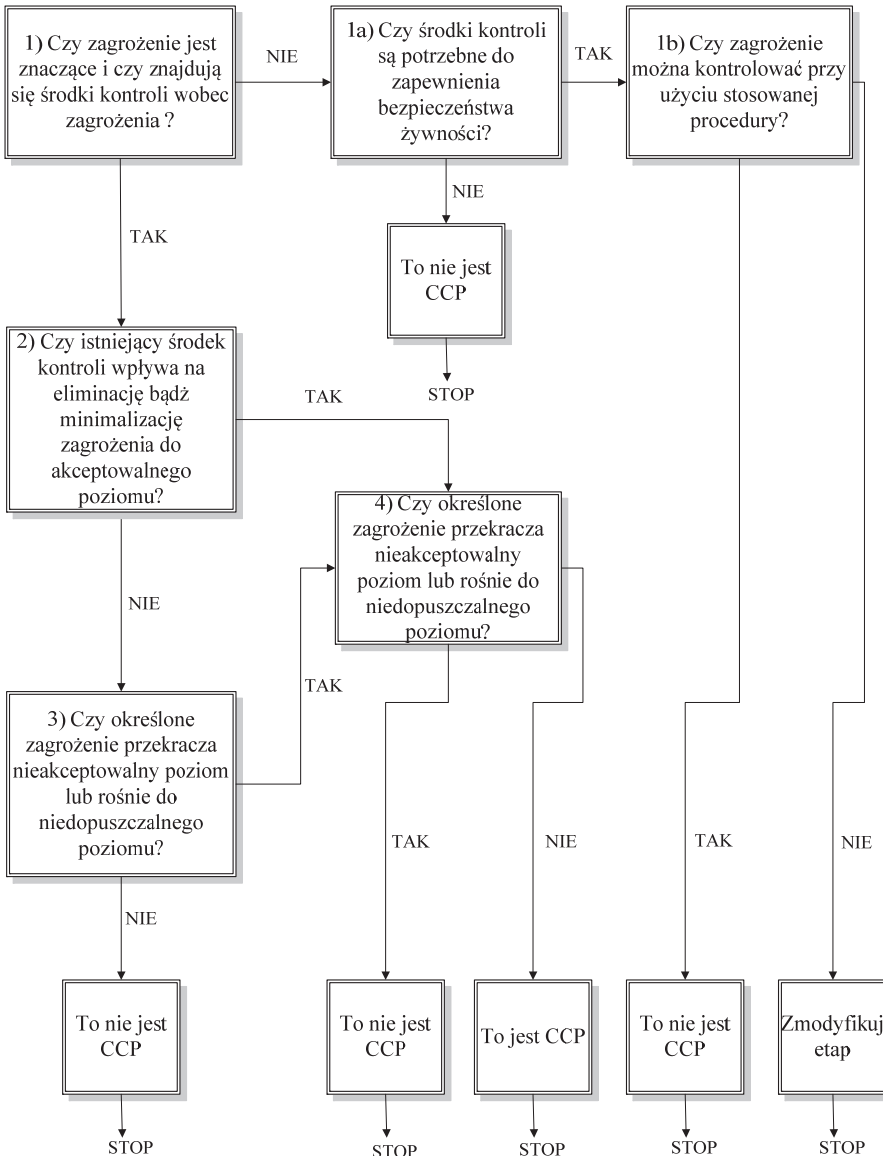 1) Czy zagrożenie jest
znaczące i czy znajdują
się środki kontroli wobec
zagrożenia ?
NIE
1a) Czy środki kontroli
są potrzebne do
zapewnienia
bezpieczeństwa
żywności?
TAK
1b) Czy zagrożenie
można kontrolować przy
użyciu stosowanej
procedury?
TAK
NIE
To nie jest
CCP
STOP
2) Czy istniejący środek
kontroli wpływa na
eliminację bądż
minimalizację
zagrożenia do
akceptowalnego
poziomu?
TAK
4) Czy określone
zagrożenie przekracza
nieakceptowalny
poziom lub rośnie do
niedopuszczalnego
poziomu?
NIE
TAK
3) Czy określone
zagrożenie przekracza
nieakceptowalny poziom
lub rośnie do
niedopuszczalnego
poziomu?
NIE
TAK
NIE
TAK
NIE
To nie jest
CCP
To nie jest
CCP
To jest CCP
To nie jest
CCP
Zmodyfikuj
etap
STOP
STOP
STOP
STOP
STOP